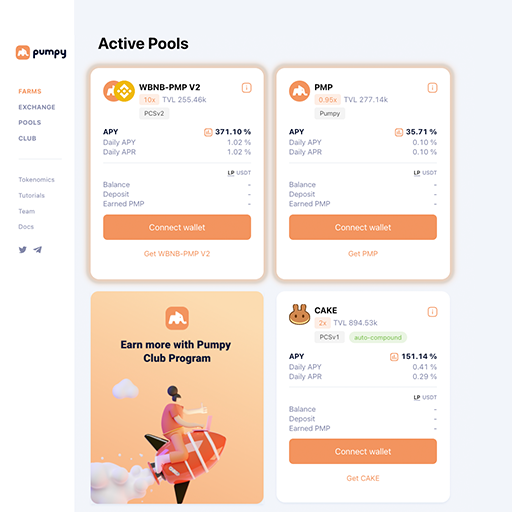 pumpy
FARMS
EXCHANGE
POOLS
CLUB
Tokenomics
Tutorials
Team
Docs
Active Pools
WBNB-PMP V2
10x TVL 255.46k
PCSv2
APY 371.10 %
Daily APY 1.02 %
Daily APR 1.02 %
LP USDT
Balance -
Deposit -
Earned PMP -
Connect wallet
Get WBNB-PMP V2
PMP
0.95x TVL 277.14k
Pumpy
APY 35.71 %
Daily APY 0.10 %
Daily APR 0.10 %
LP USDT
Balance -
Deposit -
Earned PMP -
Connect wallet
Get PMP
Earn more with Pumpy
Club Program
CAKE
2x TVL 894.53k
PCSv1 auto-compound
APY 151.14 %
Daily APY 0.41 %
Daily APR 0.29 %
LP USDT
Balance -
Deposit -
Earned PMP -
Connect wallet
Get CAKE